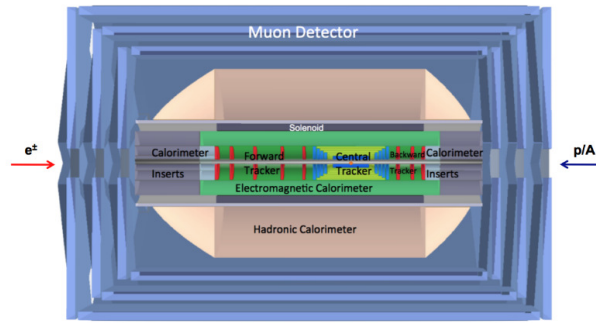 Muon Detector
Solenoid
Calorimeter Forward Central Backward Calorimeter
e± p/A
Inserts Tracker Tracker Tracker Inserts
Electromagnetic Calorimeter
Hadronic Calorimeter